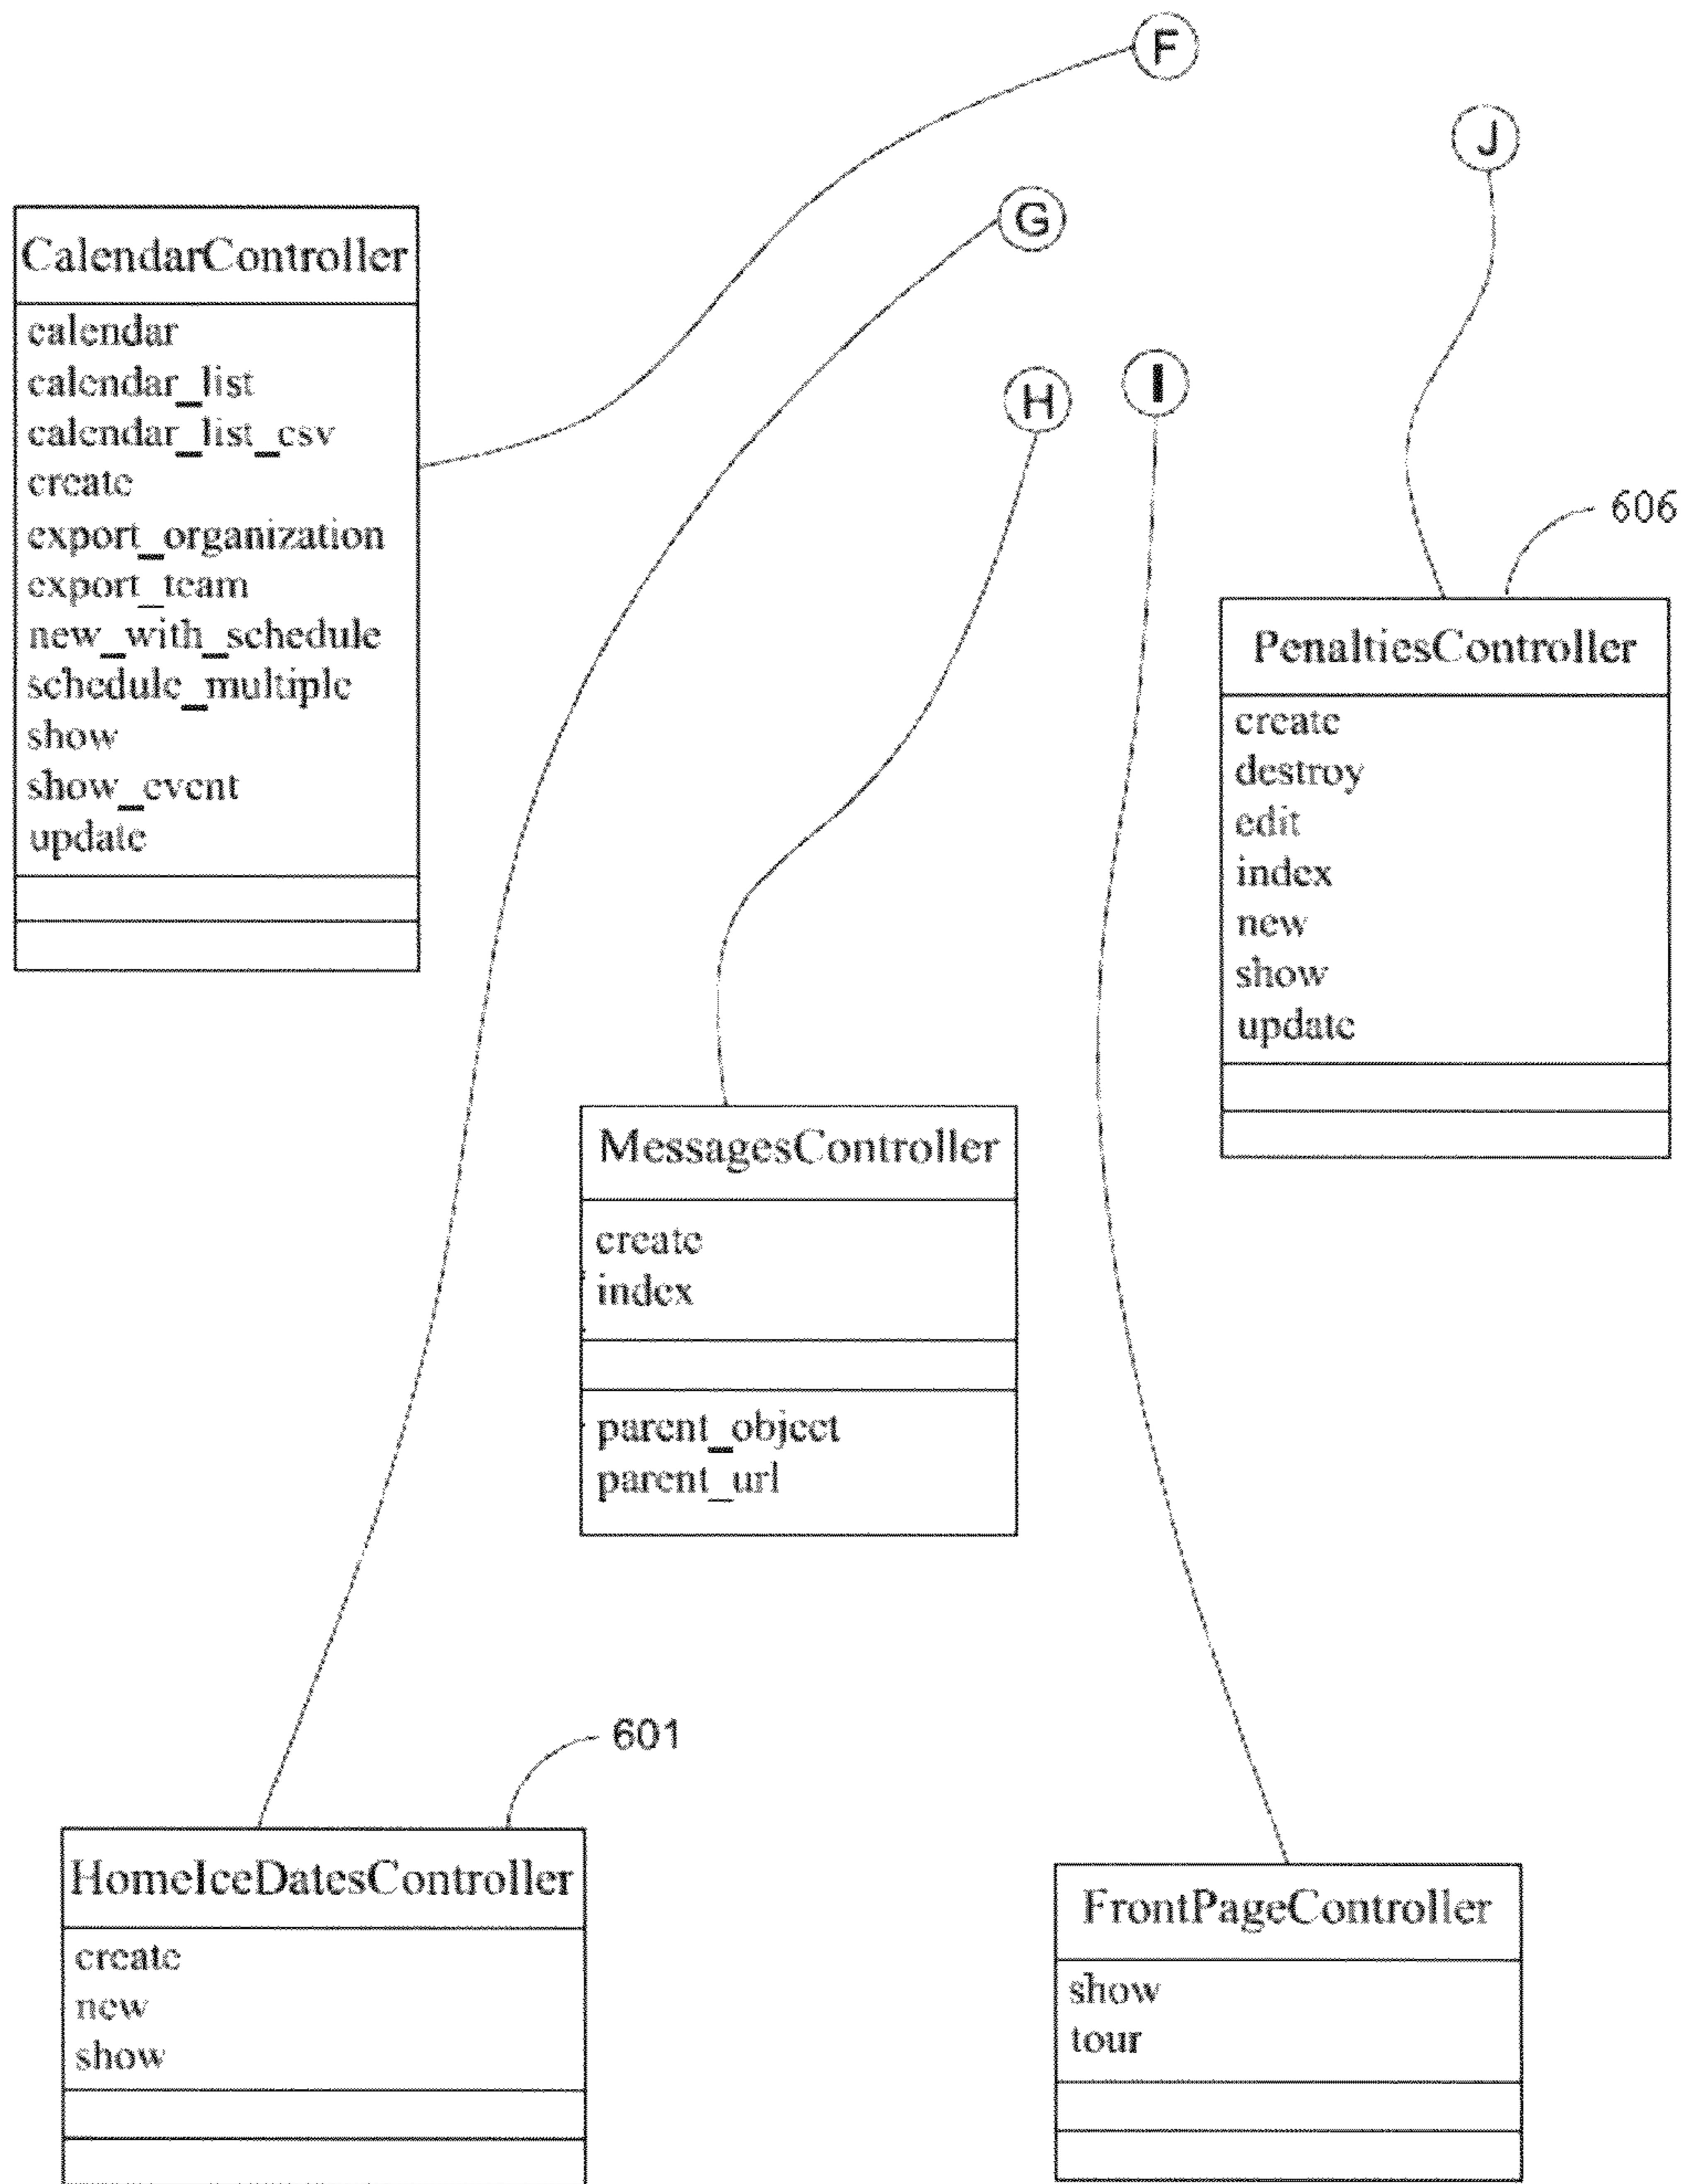 F
J
G
CalendarController
calendar
calendar_list
calendar_list_csv
create
export_organization
export_team
new_with_schedule
schedule_multiple
show
show_event
update
H
I
606
PenaltiesController
create
destroy
edit
index
new
show
update
MessagesController
create
index
parent_object
parent_url
601
HomeIceDatesController
create
new
show
FrontPageController
show
tour